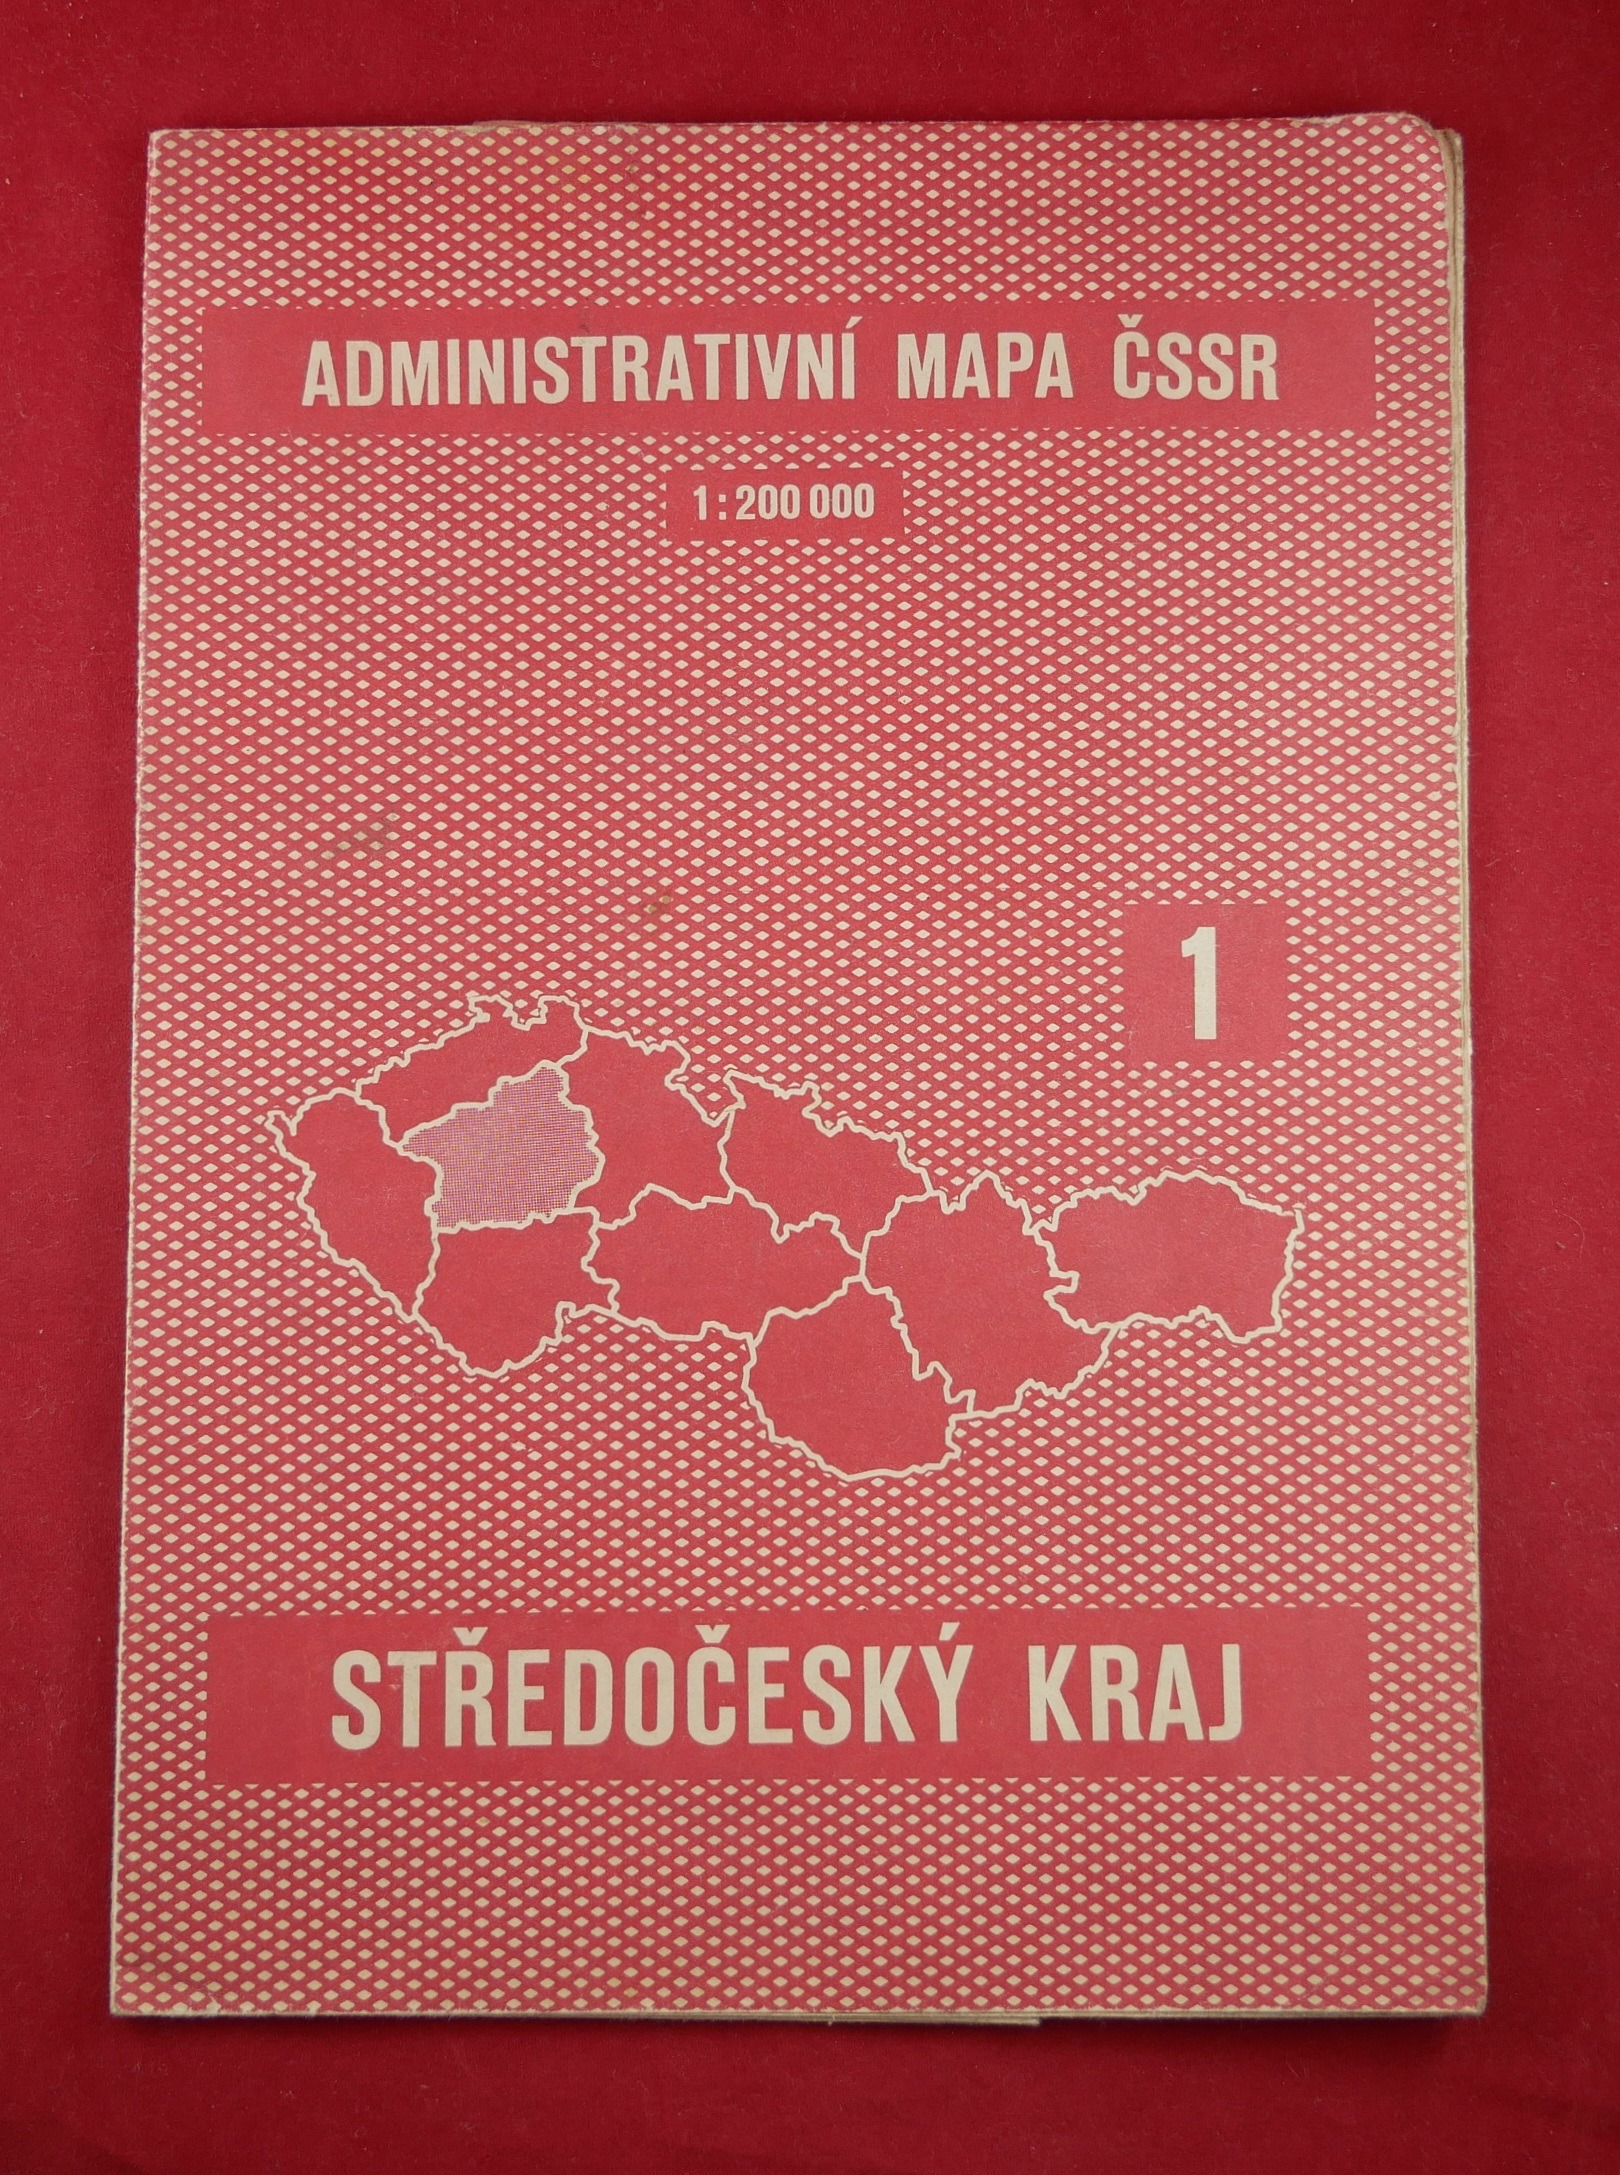 ADMINISTRATIVNÍ MAPA ČSSR
1:200 000
1
STŘEDOČESKÝ KRAJ